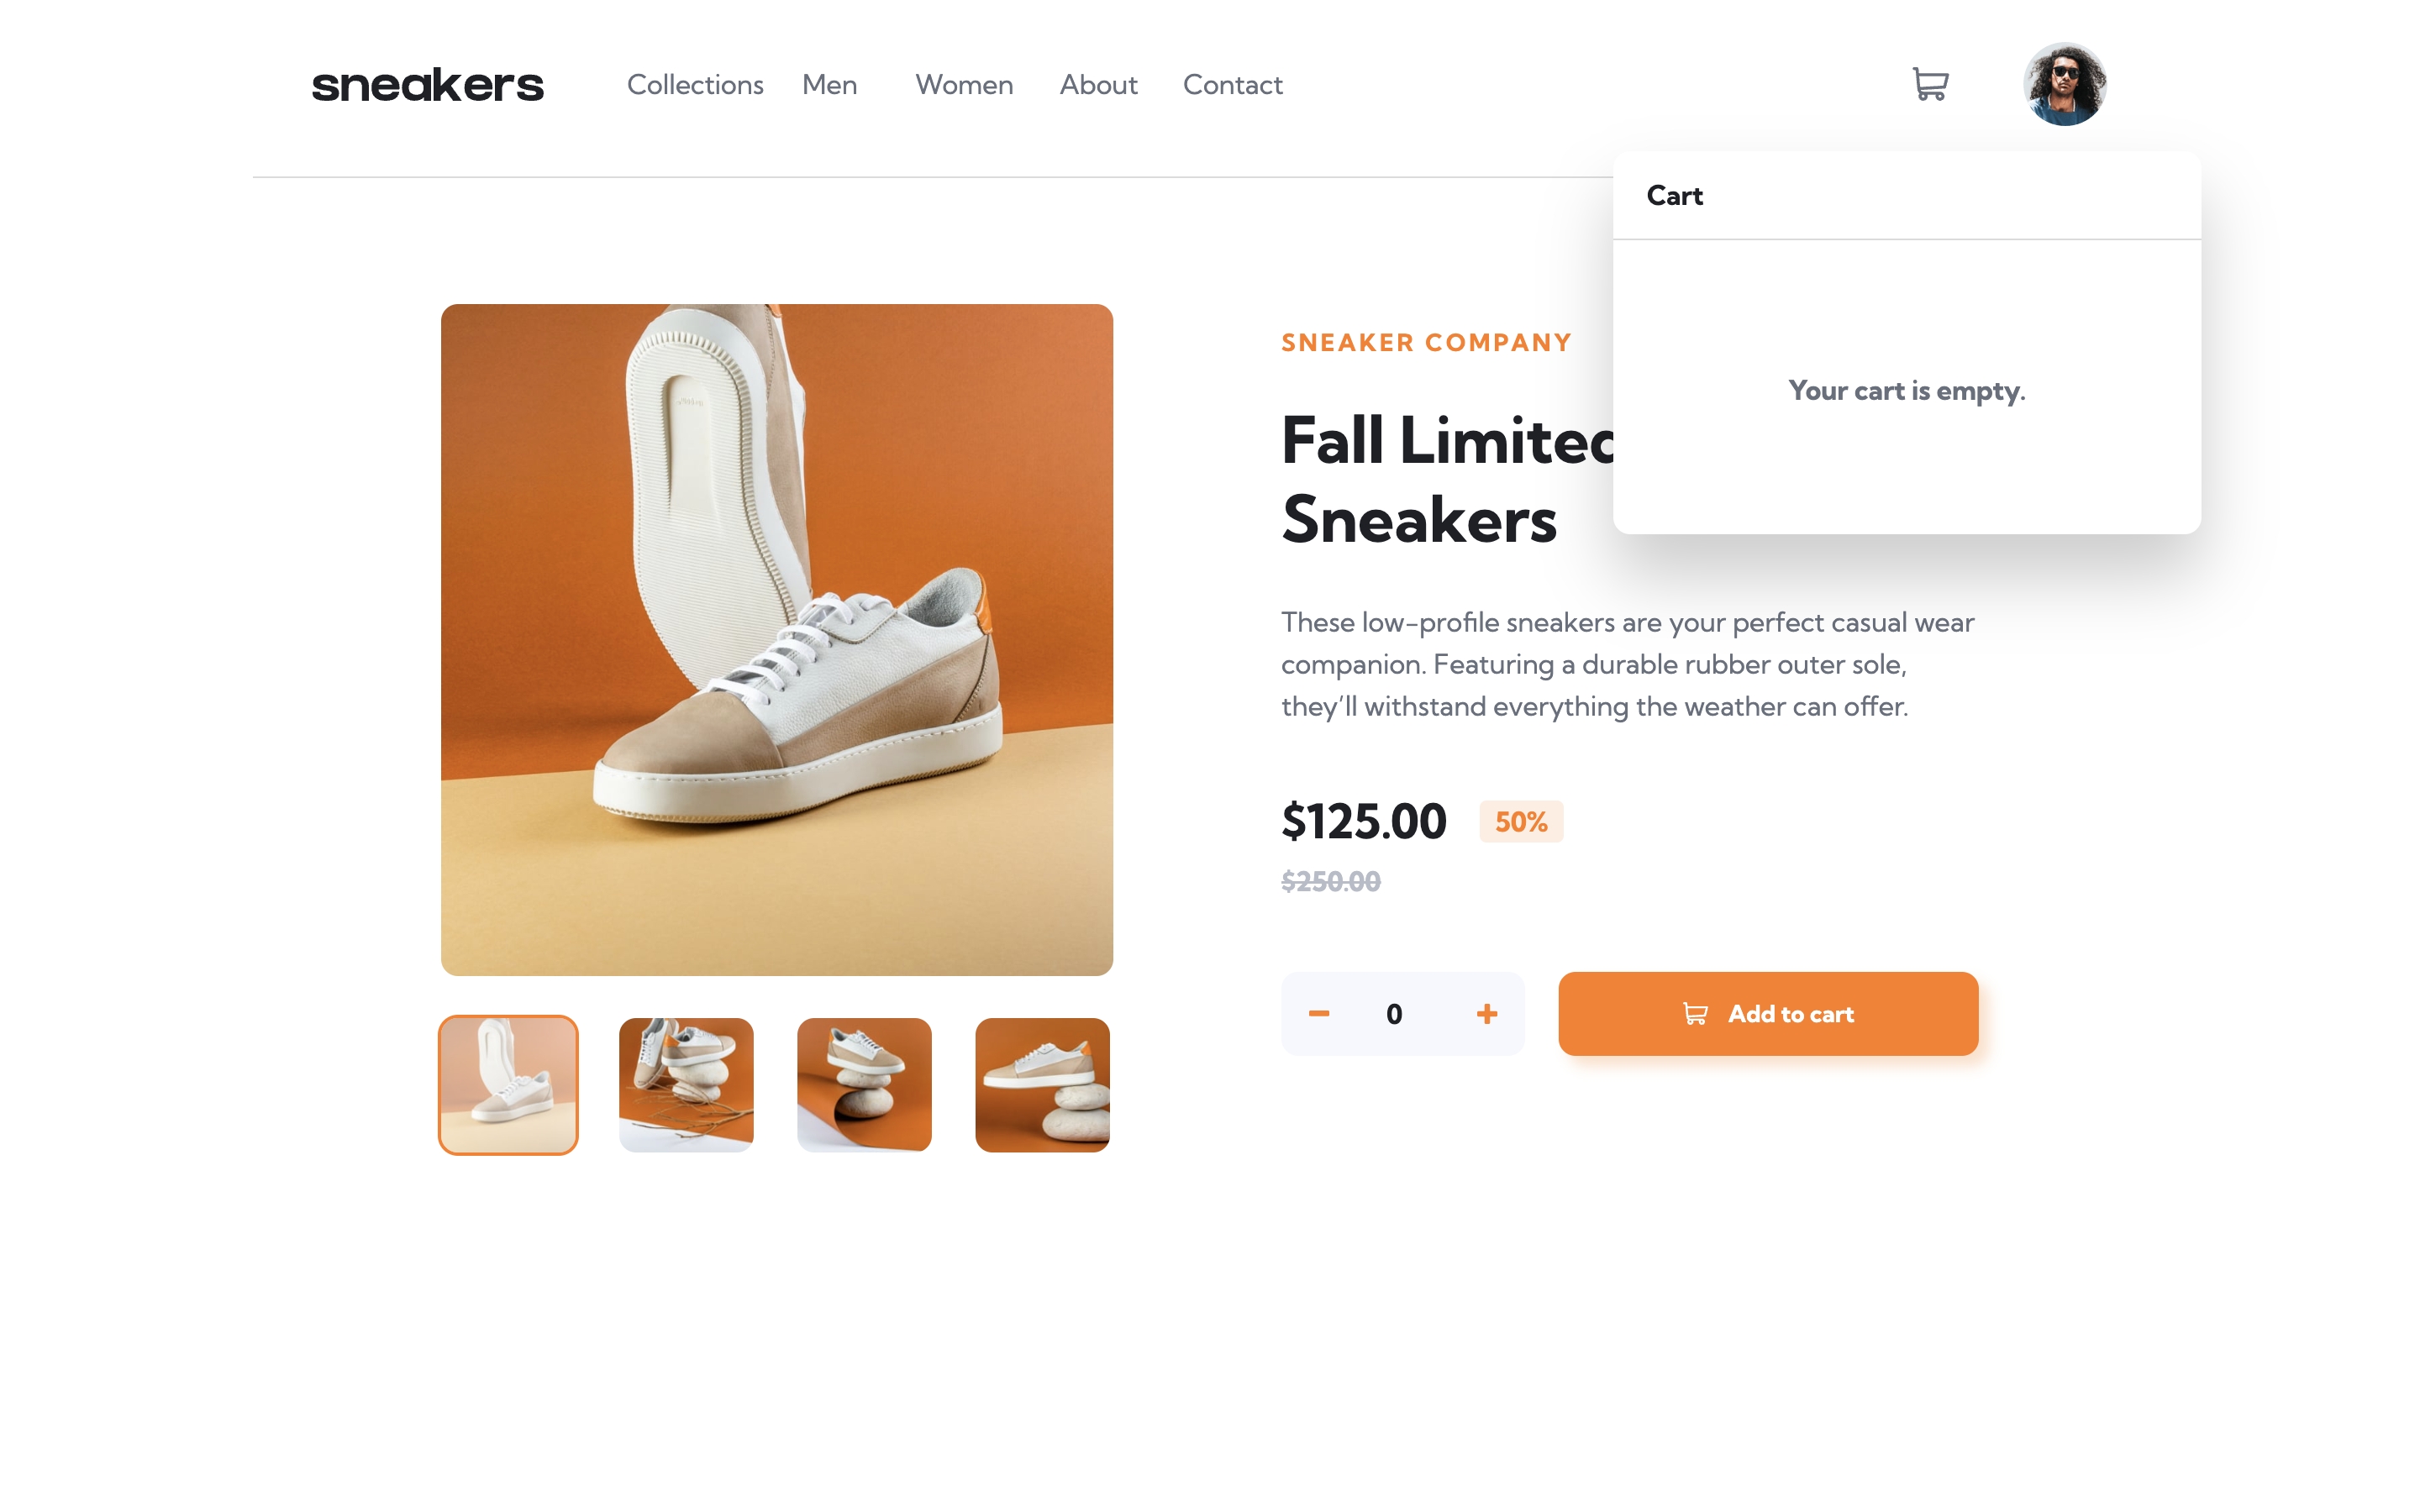 sneakers
Collections Men Women About Contact
Cart
Your cart is empty.
SNEAKER COMPANY
Fall Limited
Sneakers
These low-profile sneakers are your perfect casual wear
companion. Featuring a durable rubber outer sole,
they’ll withstand everything the weather can offer.
$125.00 50%
$250.00
0
Add to cart